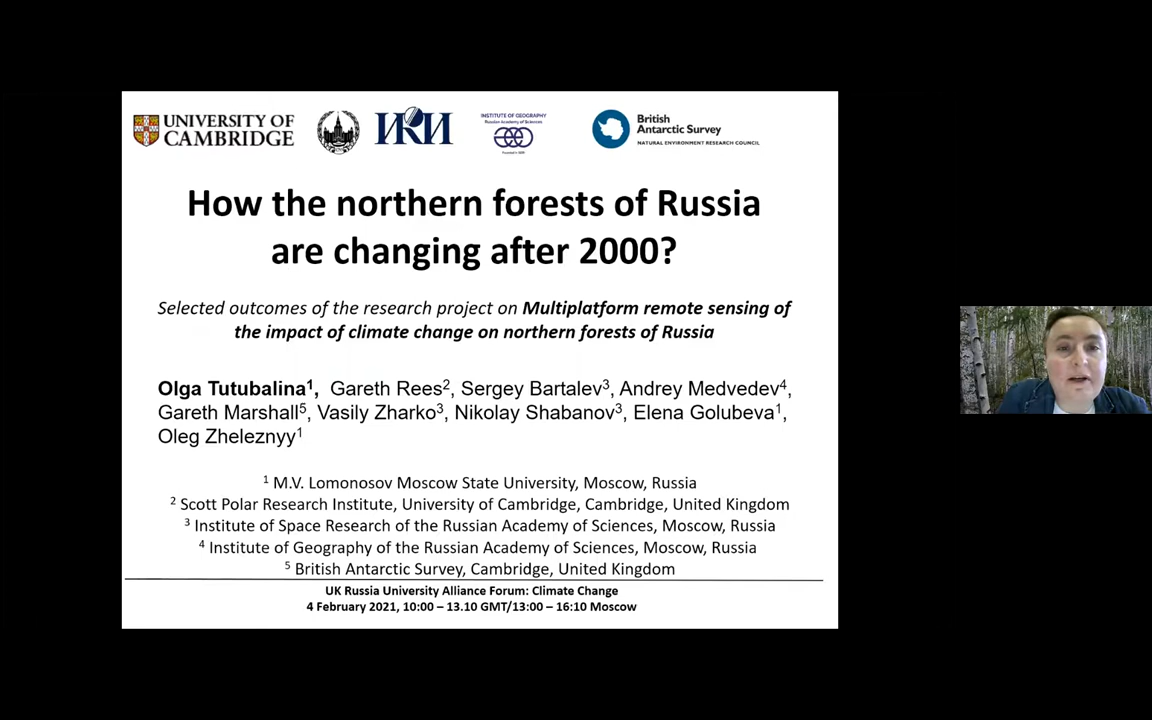 UNIVERSITY OF
CAMBRIDGE
ИКИ
INSTITUTE OF GEOGRAPHY
Russian Academy of Sciences
British
Antarctic Survey
NATURAL ENVIRONMENT RESEARCH COUNCIL
How the northern forests of Russia
are changing after 2000?
Selected outcomes of the research project on Multiplatform remote sensing of
the impact of climate change on northern forests of Russia
Olga Tutubalina¹, Gareth Rees², Sergey Bartalev³, Andrey Medvedev⁴,
Gareth Marshall⁵, Vasily Zharko³, Nikolay Shabanov³, Elena Golubeva¹,
Oleg Zheleznyy¹
¹ M.V. Lomonosov Moscow State University, Moscow, Russia
² Scott Polar Research Institute, University of Cambridge, Cambridge, United Kingdom
³ Institute of Space Research of the Russian Academy of Sciences, Moscow, Russia
⁴ Institute of Geography of the Russian Academy of Sciences, Moscow, Russia
⁵ British Antarctic Survey, Cambridge, United Kingdom
UK Russia University Alliance Forum: Climate Change
4 February 2021, 10:00 – 13.10 GMT/13:00 – 16:10 Moscow